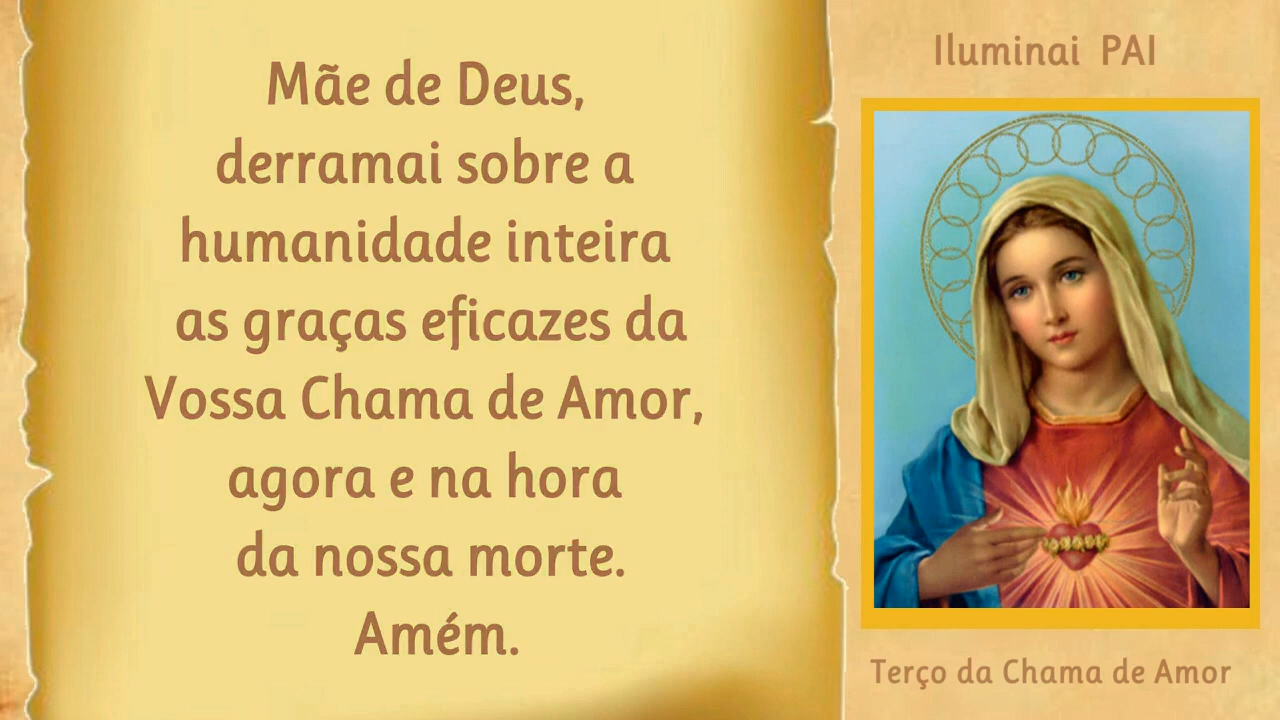 Mãe de Deus,
derramai sobre a
humanidade inteira
as graças eficazes da
Vossa Chama de Amor,
agora e na hora
da nossa morte.
Amém.
Iluminai PAI
Terço da Chama de Amor